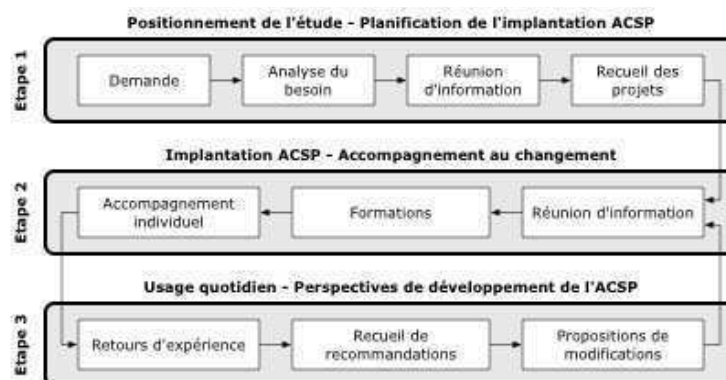 Positionnement de l'étude - Planification de l'implantation ACSP
Etape 1
Demande
Analyse du
besoin
Réunion
d'information
Recueil des
projets
Implantation ACSP - Accompagnement au changement
Etape 2
Accompagnement
individuel
Formations
Réunion d'information
Usage quotidien - Perspectives de développement de l'ACSP
Etape 3
Retours d'expérience
Recueil de
recommandations
Propositions de
modifications